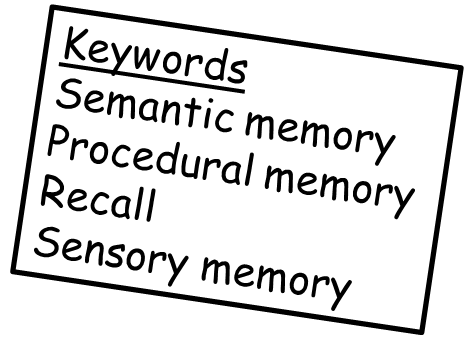 Keywords
Semantic memory
Procedural memory
Recall
Sensory memory